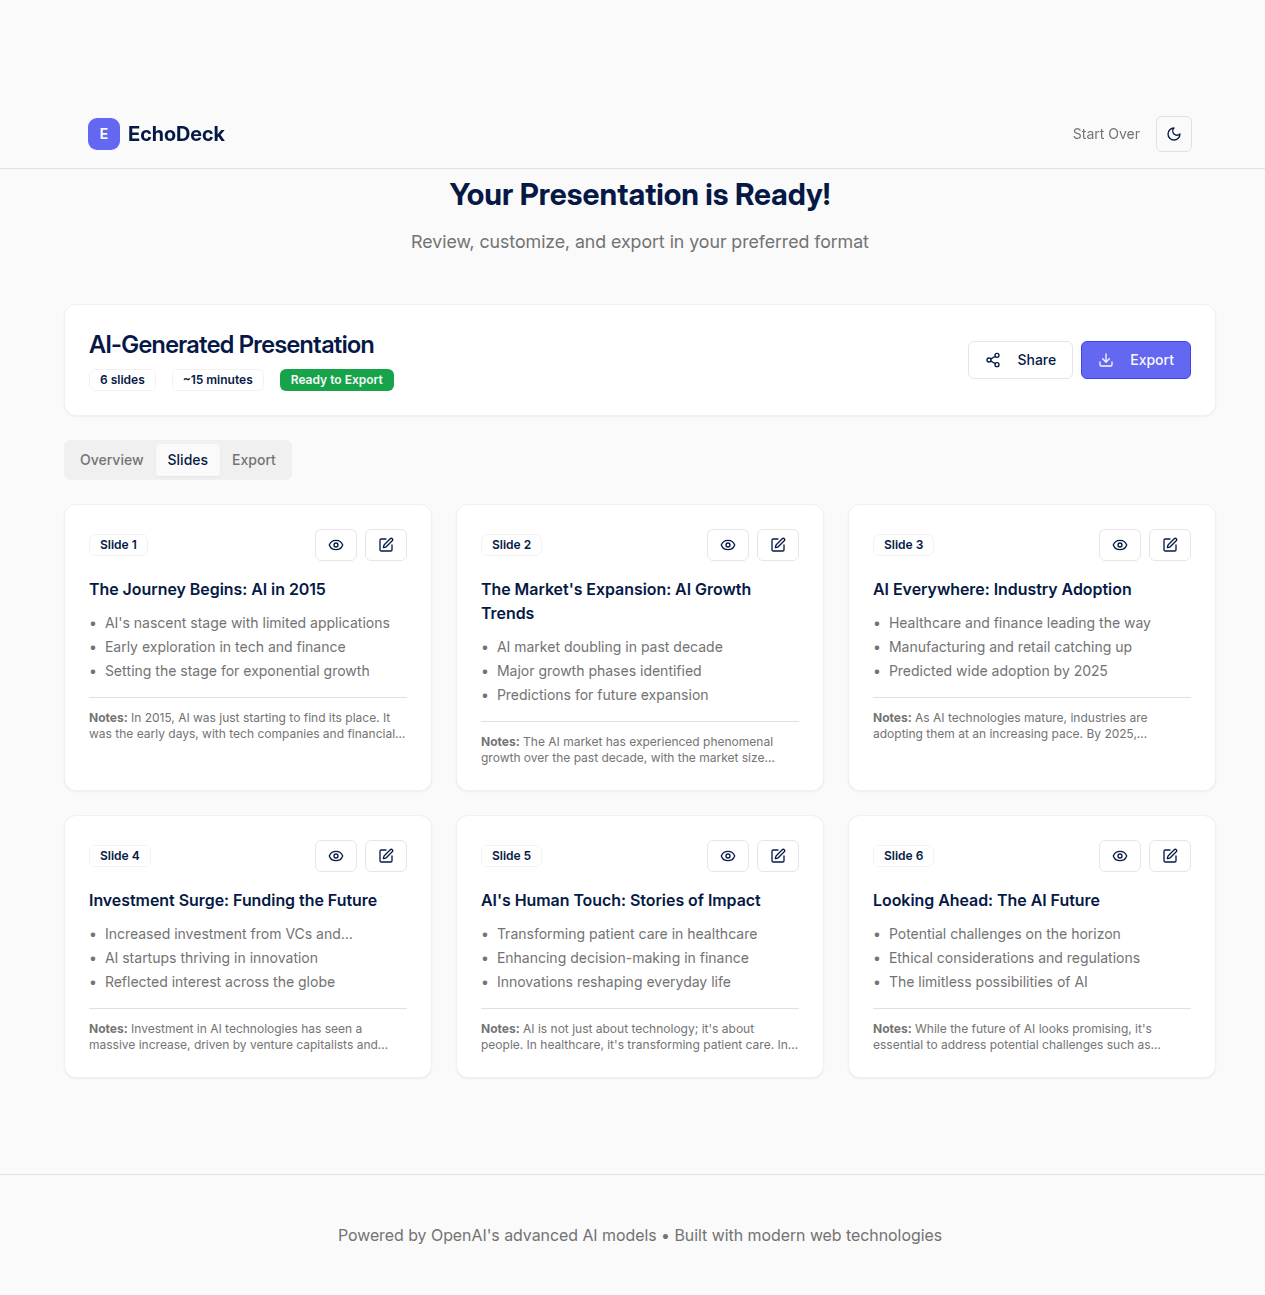 E EchoDeck
Start Over
Your Presentation is Ready!
Review, customize, and export in your preferred format
AI-Generated Presentation
6 slides ~15 minutes Ready to Export
Share Export
Overview Slides Export
Slide 1
The Journey Begins: AI in 2015
• AI's nascent stage with limited applications
• Early exploration in tech and finance
• Setting the stage for exponential growth
Notes: In 2015, AI was just starting to find its place. It
was the early days, with tech companies and financial...
Slide 2
The Market's Expansion: AI Growth
Trends
• AI market doubling in past decade
• Major growth phases identified
• Predictions for future expansion
Notes: The AI market has experienced phenomenal
growth over the past decade, with the market size...
Slide 3
AI Everywhere: Industry Adoption
• Healthcare and finance leading the way
• Manufacturing and retail catching up
• Predicted wide adoption by 2025
Notes: As AI technologies mature, industries are
adopting them at an increasing pace. By 2025,...
Slide 4
Investment Surge: Funding the Future
• Increased investment from VCs and...
• AI startups thriving in innovation
• Reflected interest across the globe
Notes: Investment in AI technologies has seen a
massive increase, driven by venture capitalists and...
Slide 5
AI's Human Touch: Stories of Impact
• Transforming patient care in healthcare
• Enhancing decision-making in finance
• Innovations reshaping everyday life
Notes: AI is not just about technology; it's about
people. In healthcare, it's transforming patient care. In...
Slide 6
Looking Ahead: The AI Future
• Potential challenges on the horizon
• Ethical considerations and regulations
• The limitless possibilities of AI
Notes: While the future of AI looks promising, it's
essential to address potential challenges such as...
Powered by OpenAI's advanced AI models • Built with modern web technologies